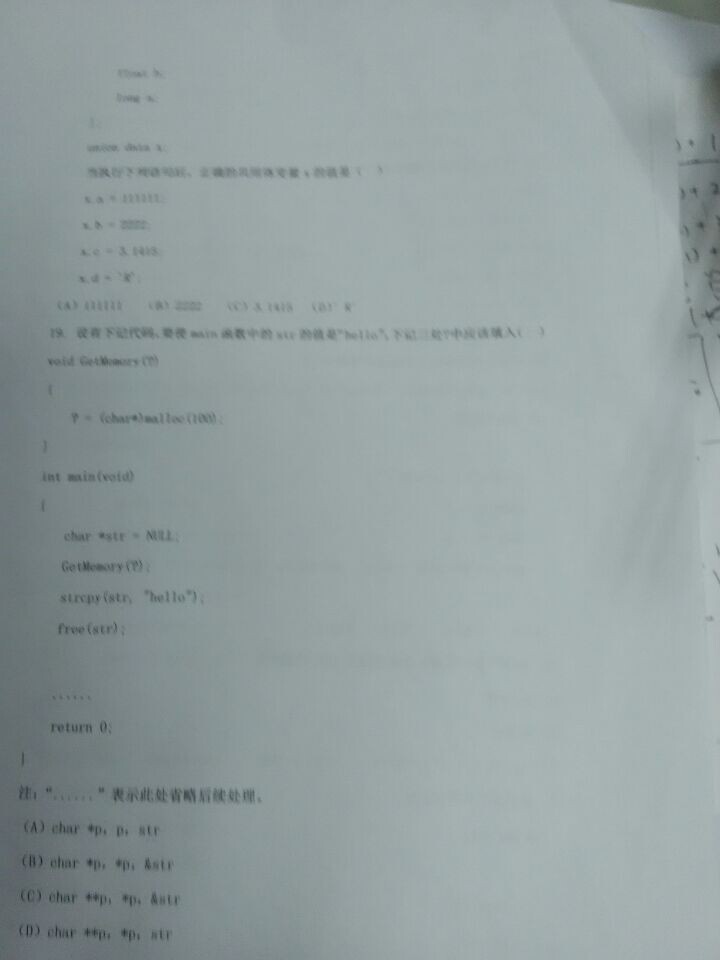 float b;
long a;
};
union data x;
当执行下列语句后，正确的共用体变量 x 的值是（ ）
x.a = 111111;
x.b = 2222;
x.c = 3.1415;
x.d = 'R';
(A) 111111 (B) 2222 (C) 3.1415 (D)' R'
19. 设有下记代码，要使 main 函数中的 str 的值是"hello"，下记三处?中应该填入( )
void GetMemory(?)
{
? = (char*)malloc(100);
}
int main(void)
{
char *str = NULL;
GetMemory(?);
strcpy(str, "hello");
free(str);
......
return 0;
}
注：“......”表示此处省略后续处理。
(A) char *p, p, str
(B) char *p, *p, &str
(C) char **p, *p, &str
(D) char **p, *p, str